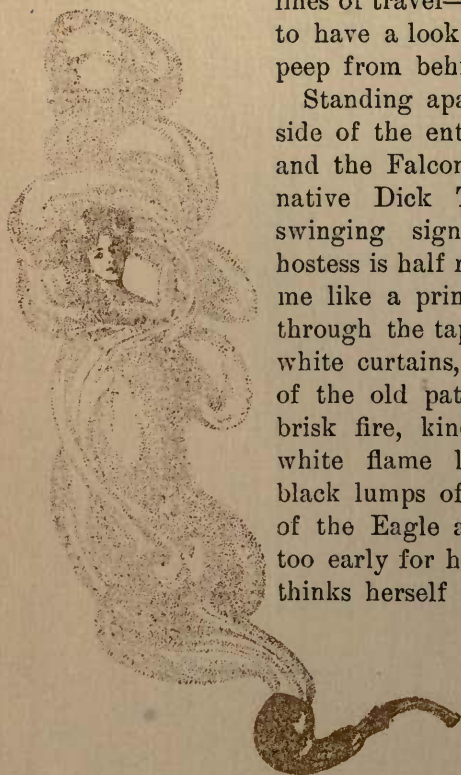 lines of travel—
to have a look
peep from behi
Standing apa
side of the ent
and the Falcor
native Dick T
swinging sign
hostess is half r
me like a prin
through the tap
white curtains,
of the old pat
brisk fire, kind
white flame l
black lumps of
of the Eagle a
too early for h
thinks herself